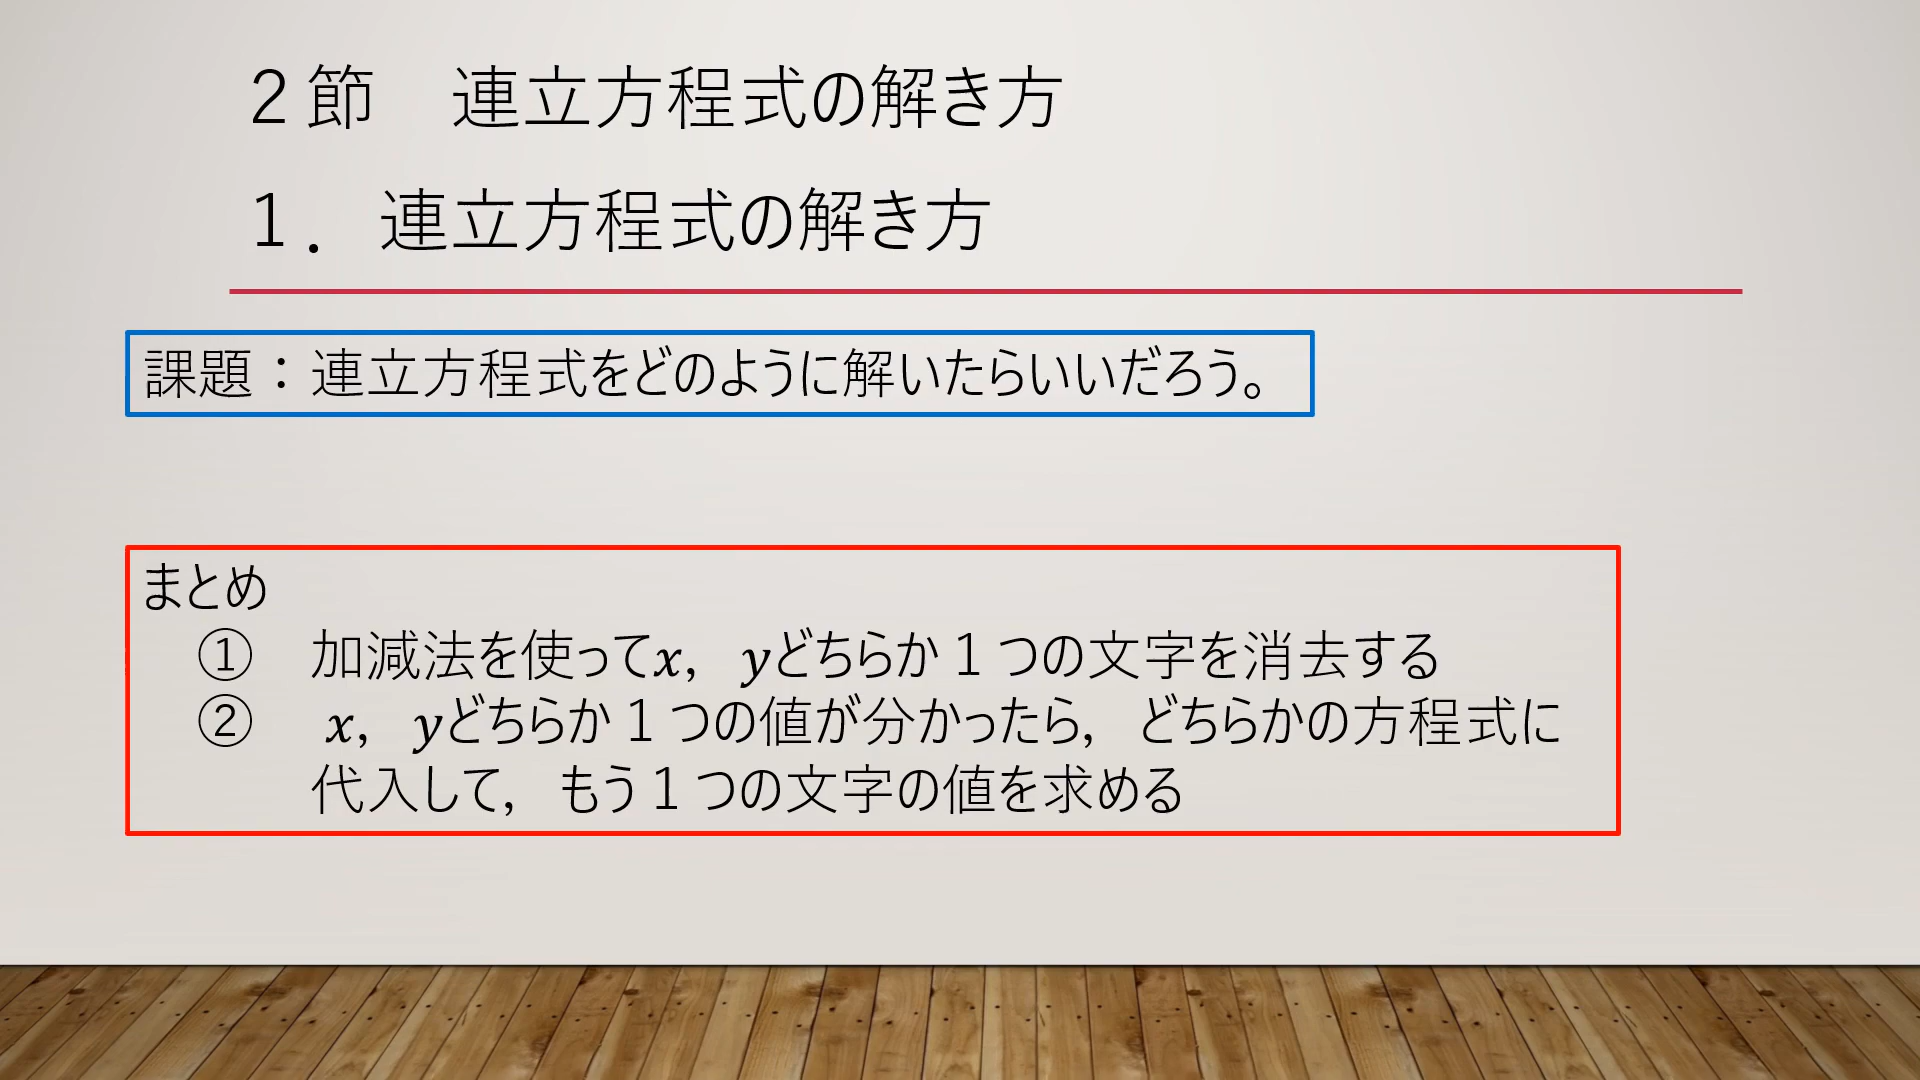 ２節　連立方程式の解き方
１．連立方程式の解き方
課題：連立方程式をどのように解いたらいいだろう。
まとめ
①　加減法を使ってx，yどちらか１つの文字を消去する
②　x，yどちらか１つの値が分かったら，どちらかの方程式に
代入して，もう１つの文字の値を求める